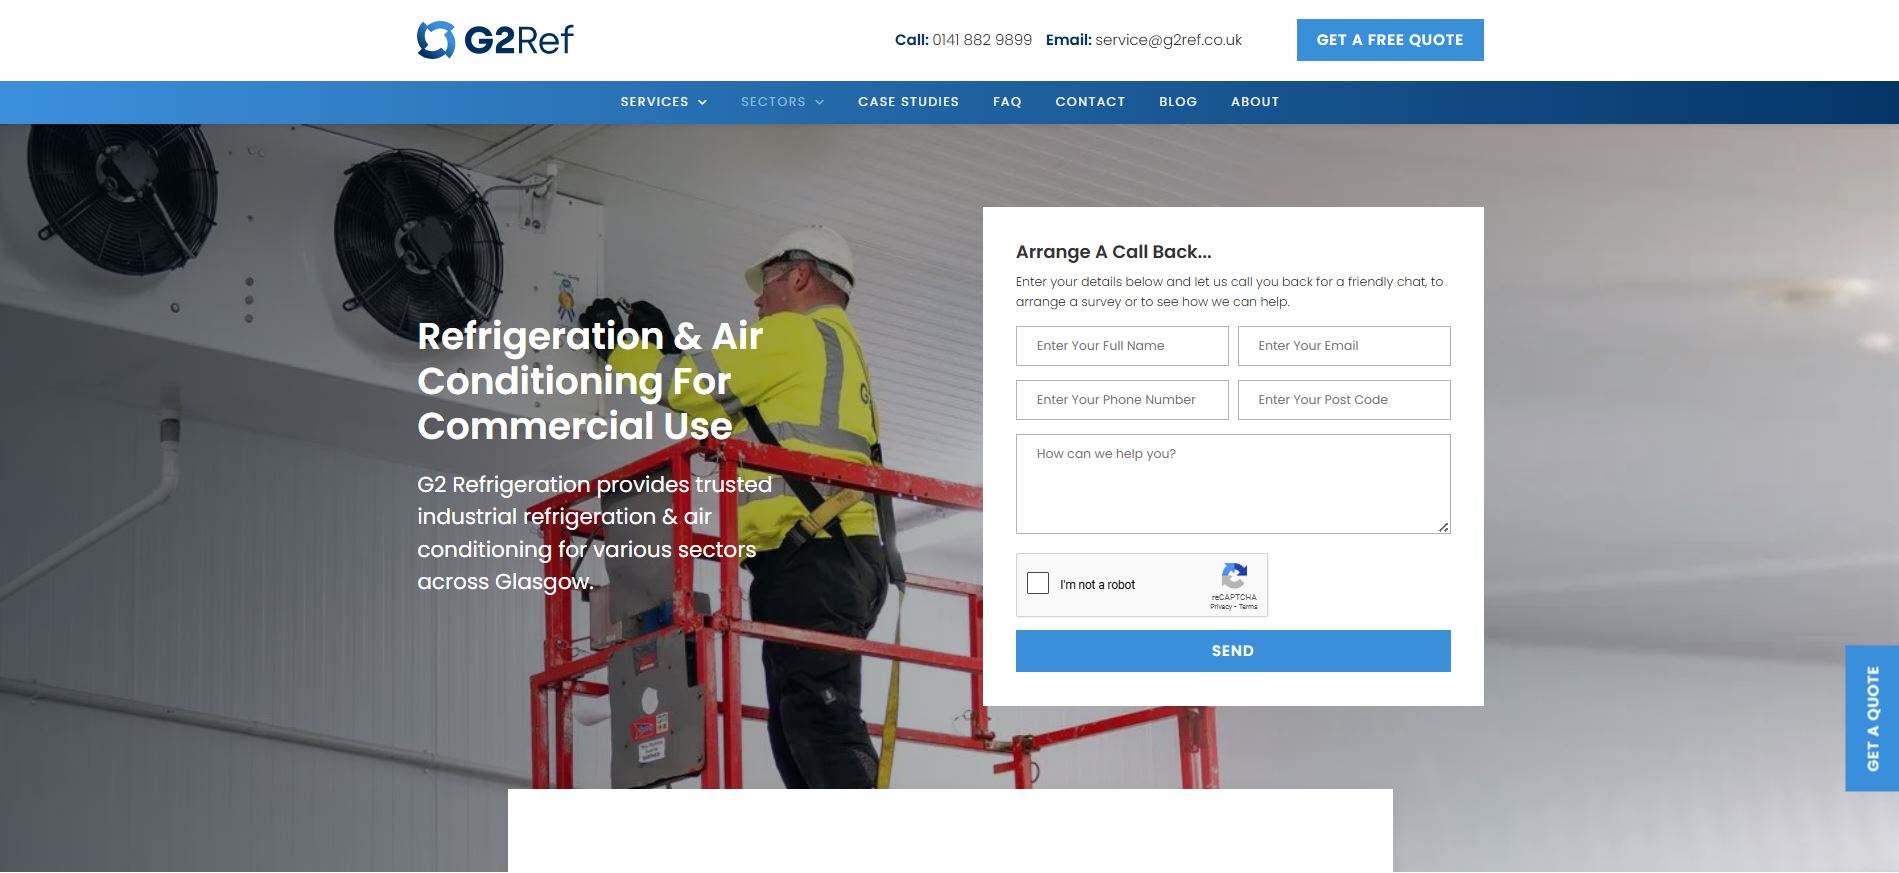 G2Ref
Call: 0141 882 9899 Email: service@g2ref.co.uk
GET A FREE QUOTE
SERVICES SECTORS CASE STUDIES FAQ CONTACT BLOG ABOUT
Refrigeration & Air
Conditioning For
Commercial Use
G2 Refrigeration provides trusted
industrial refrigeration & air
conditioning for various sectors
across Glasgow.
Arrange A Call Back...
Enter your details below and let us call you back for a friendly chat, to
arrange a survey or to see how we can help.
Enter Your Full Name Enter Your Email
Enter Your Phone Number Enter Your Post Code
How can we help you?
I'm not a robot
reCAPTCHA
Privacy - Terms
SEND
GET A QUOTE